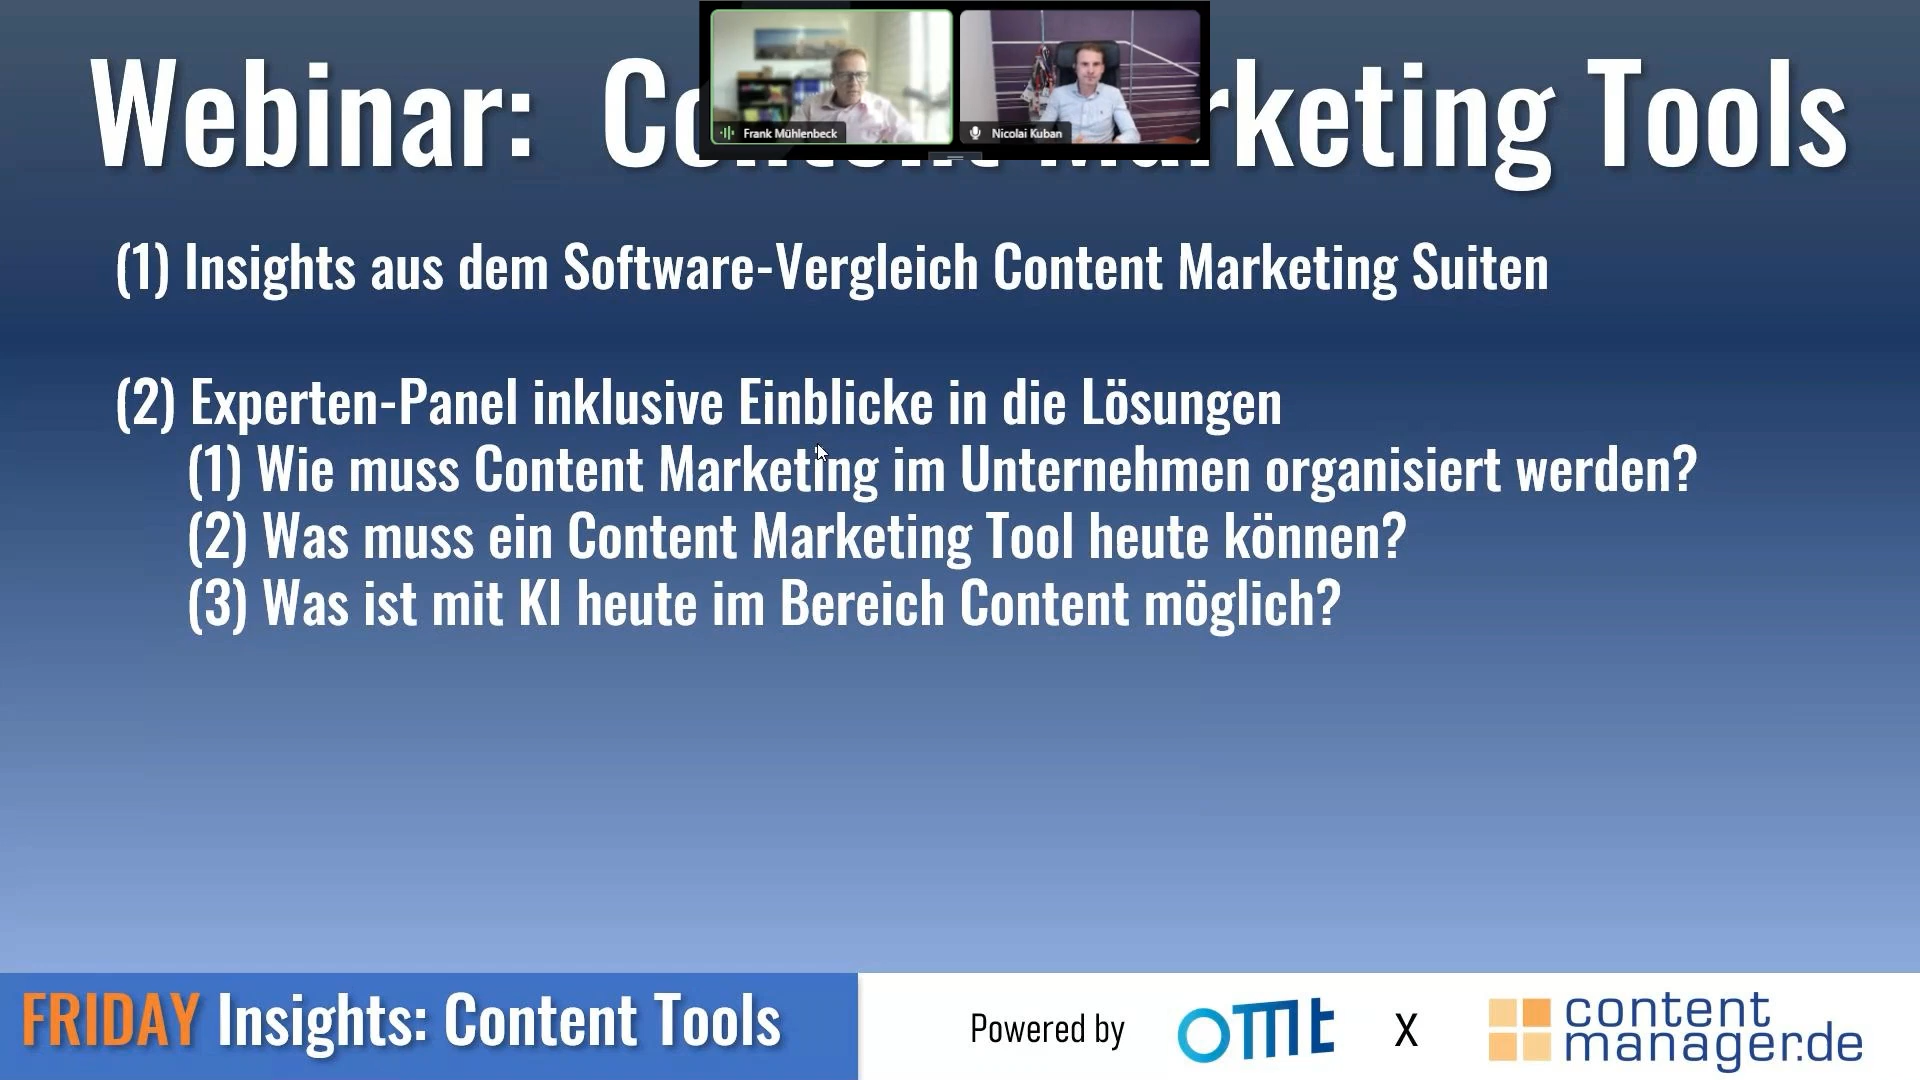 Webinar: Content Marketing Tools
Frank Mühlenbeck
Nicolai Kuban
(1) Insights aus dem Software-Vergleich Content Marketing Suiten
(2) Experten-Panel inklusive Einblicke in die Lösungen
(1) Wie muss Content Marketing im Unternehmen organisiert werden?
(2) Was muss ein Content Marketing Tool heute können?
(3) Was ist mit KI heute im Bereich Content möglich?
FRIDAY Insights: Content Tools
Powered by
OMT
X
content
manager.de